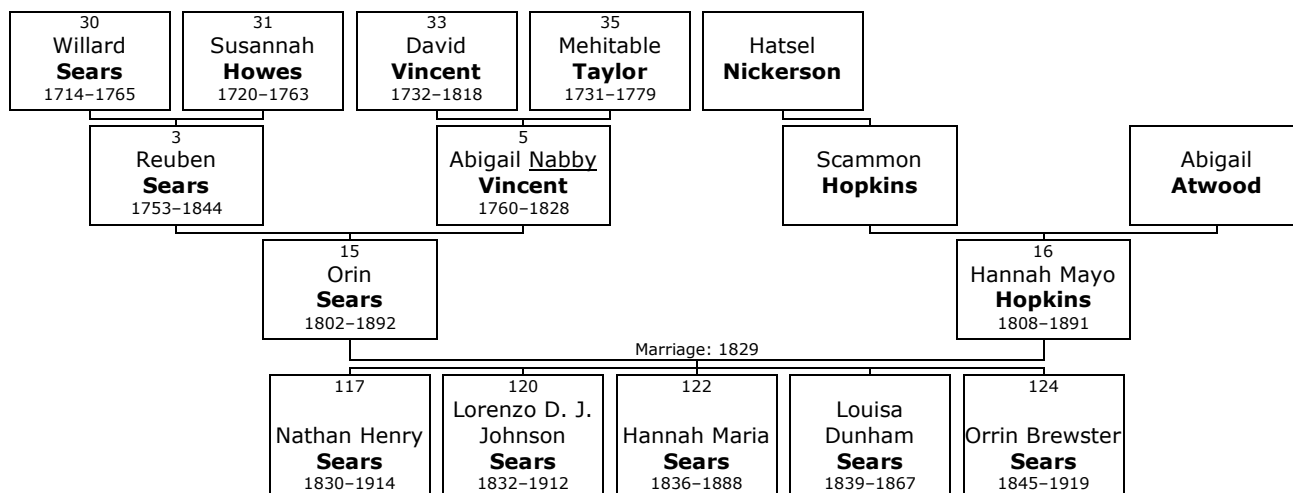 30
Willard
Sears
1714–1765
31
Susannah
Howes
1720–1763
33
David
Vincent
1732–1818
35
Mehitable
Taylor
1731–1779
Hatsel
Nickerson
3
Reuben
Sears
1753–1844
5
Abigail Nabby
Vincent
1760–1828
Scammon
Hopkins
Abigail
Atwood
15
Orin
Sears
1802–1892
16
Hannah Mayo
Hopkins
1808–1891
Marriage: 1829
117
Nathan Henry
Sears
1830–1914
120
Lorenzo D. J.
Johnson
Sears
1832–1912
122
Hannah Maria
Sears
1836–1888
Louisa
Dunham
Sears
1839–1867
124
Orrin Brewster
Sears
1845–1919